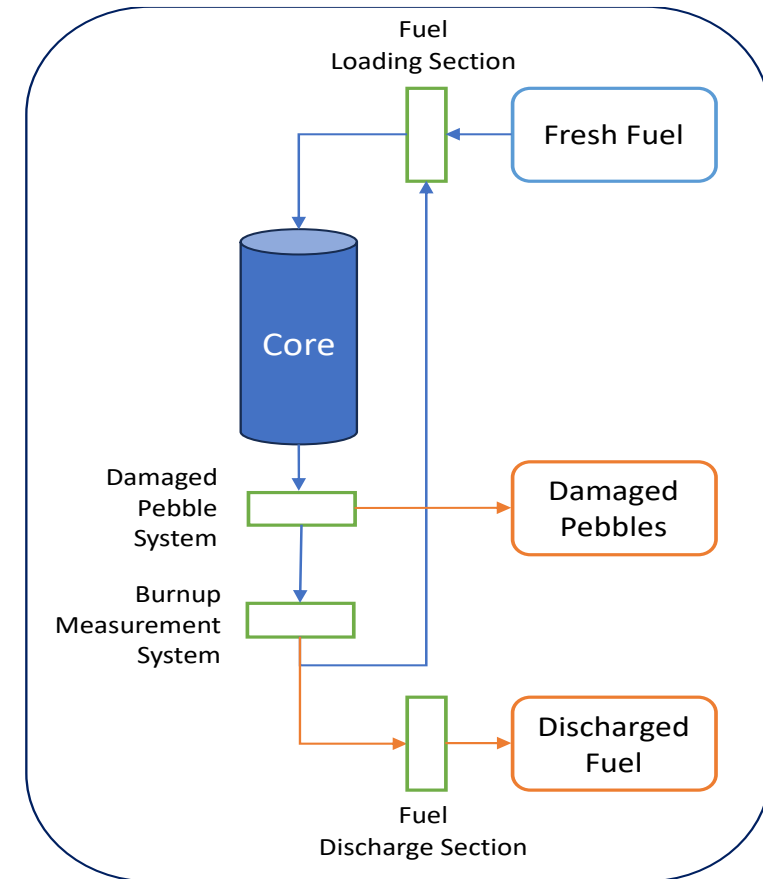 Fuel
Loading Section
Fresh Fuel
Core
Damaged
Pebble
System
Damaged
Pebbles
Burnup
Measurement
System
Discharged
Fuel
Fuel
Discharge Section